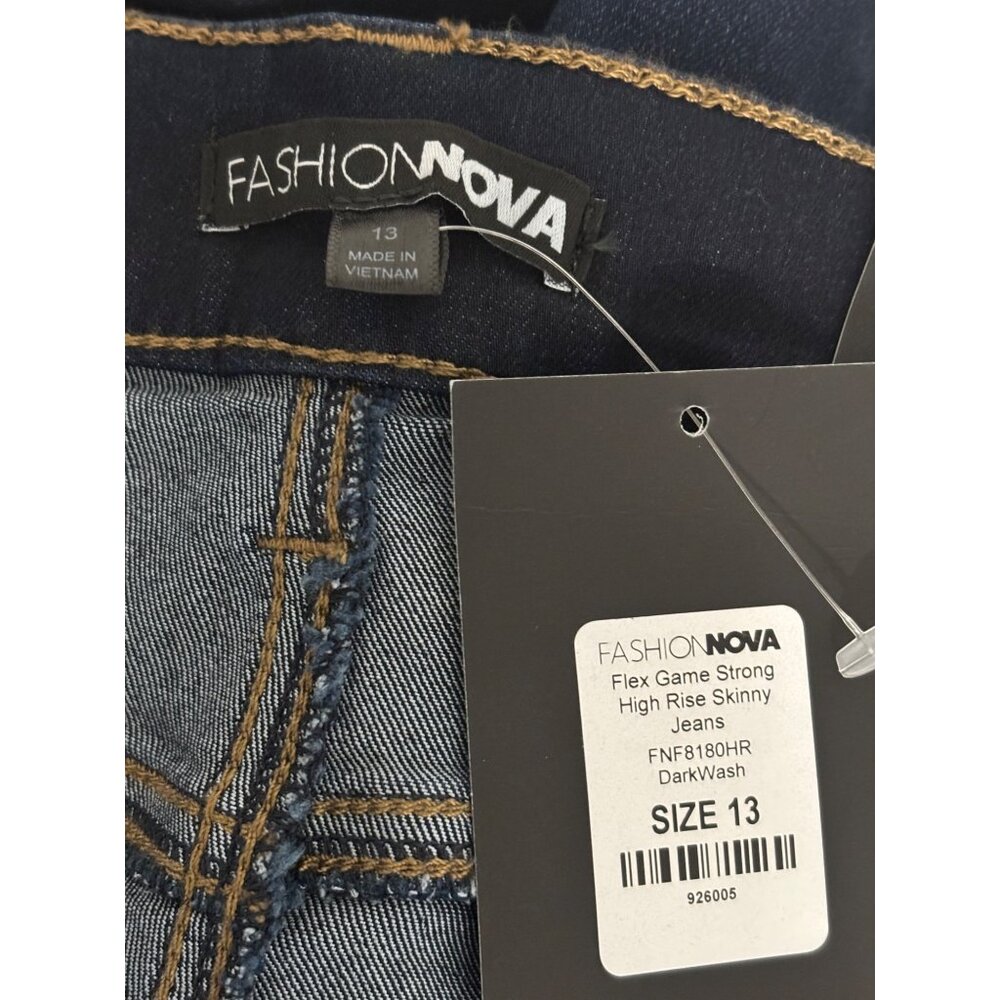 FASHIONNOVA
13
MADE IN
VIETNAM
FASHIONNOVA
Flex Game Strong
High Rise Skinny
Jeans
FNF8180HR
DarkWash
SIZE 13
926005